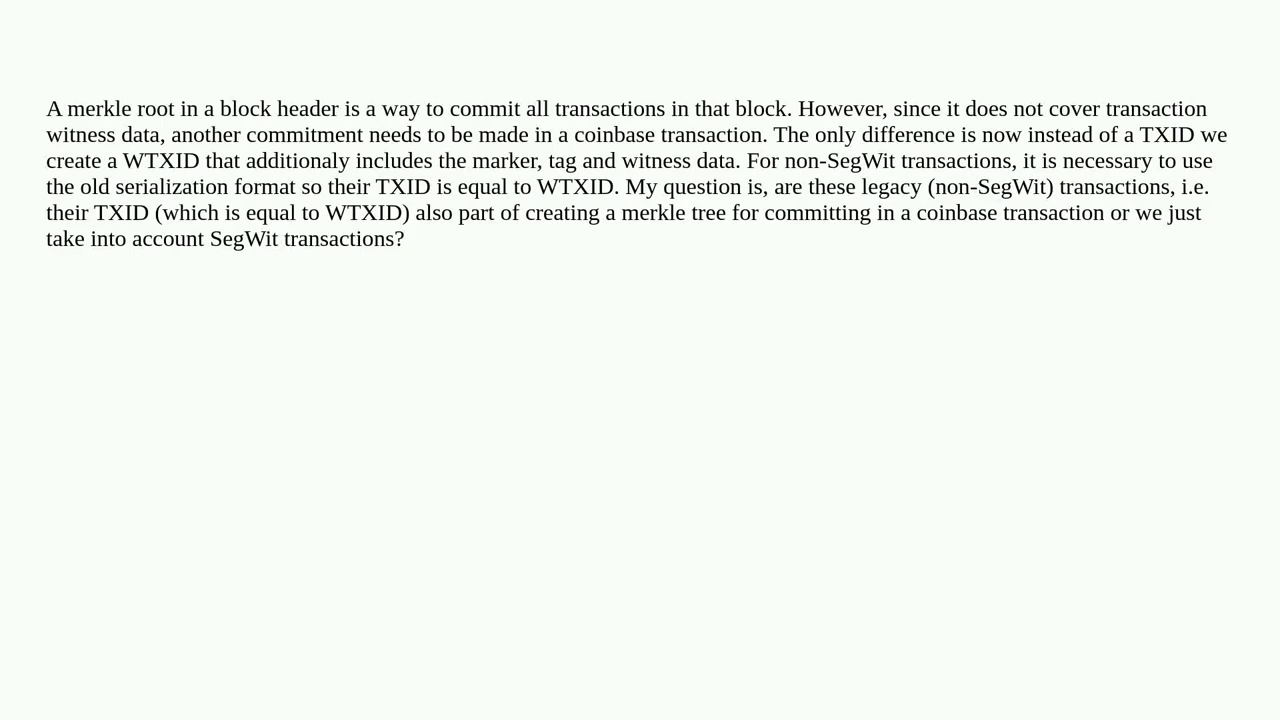 A merkle root in a block header is a way to commit all transactions in that block. However, since it does not cover transaction
witness data, another commitment needs to be made in a coinbase transaction. The only difference is now instead of a TXID we
create a WTXID that additionaly includes the marker, tag and witness data. For non-SegWit transactions, it is necessary to use
the old serialization format so their TXID is equal to WTXID. My question is, are these legacy (non-SegWit) transactions, i.e.
their TXID (which is equal to WTXID) also part of creating a merkle tree for committing in a coinbase transaction or we just
take into account SegWit transactions?